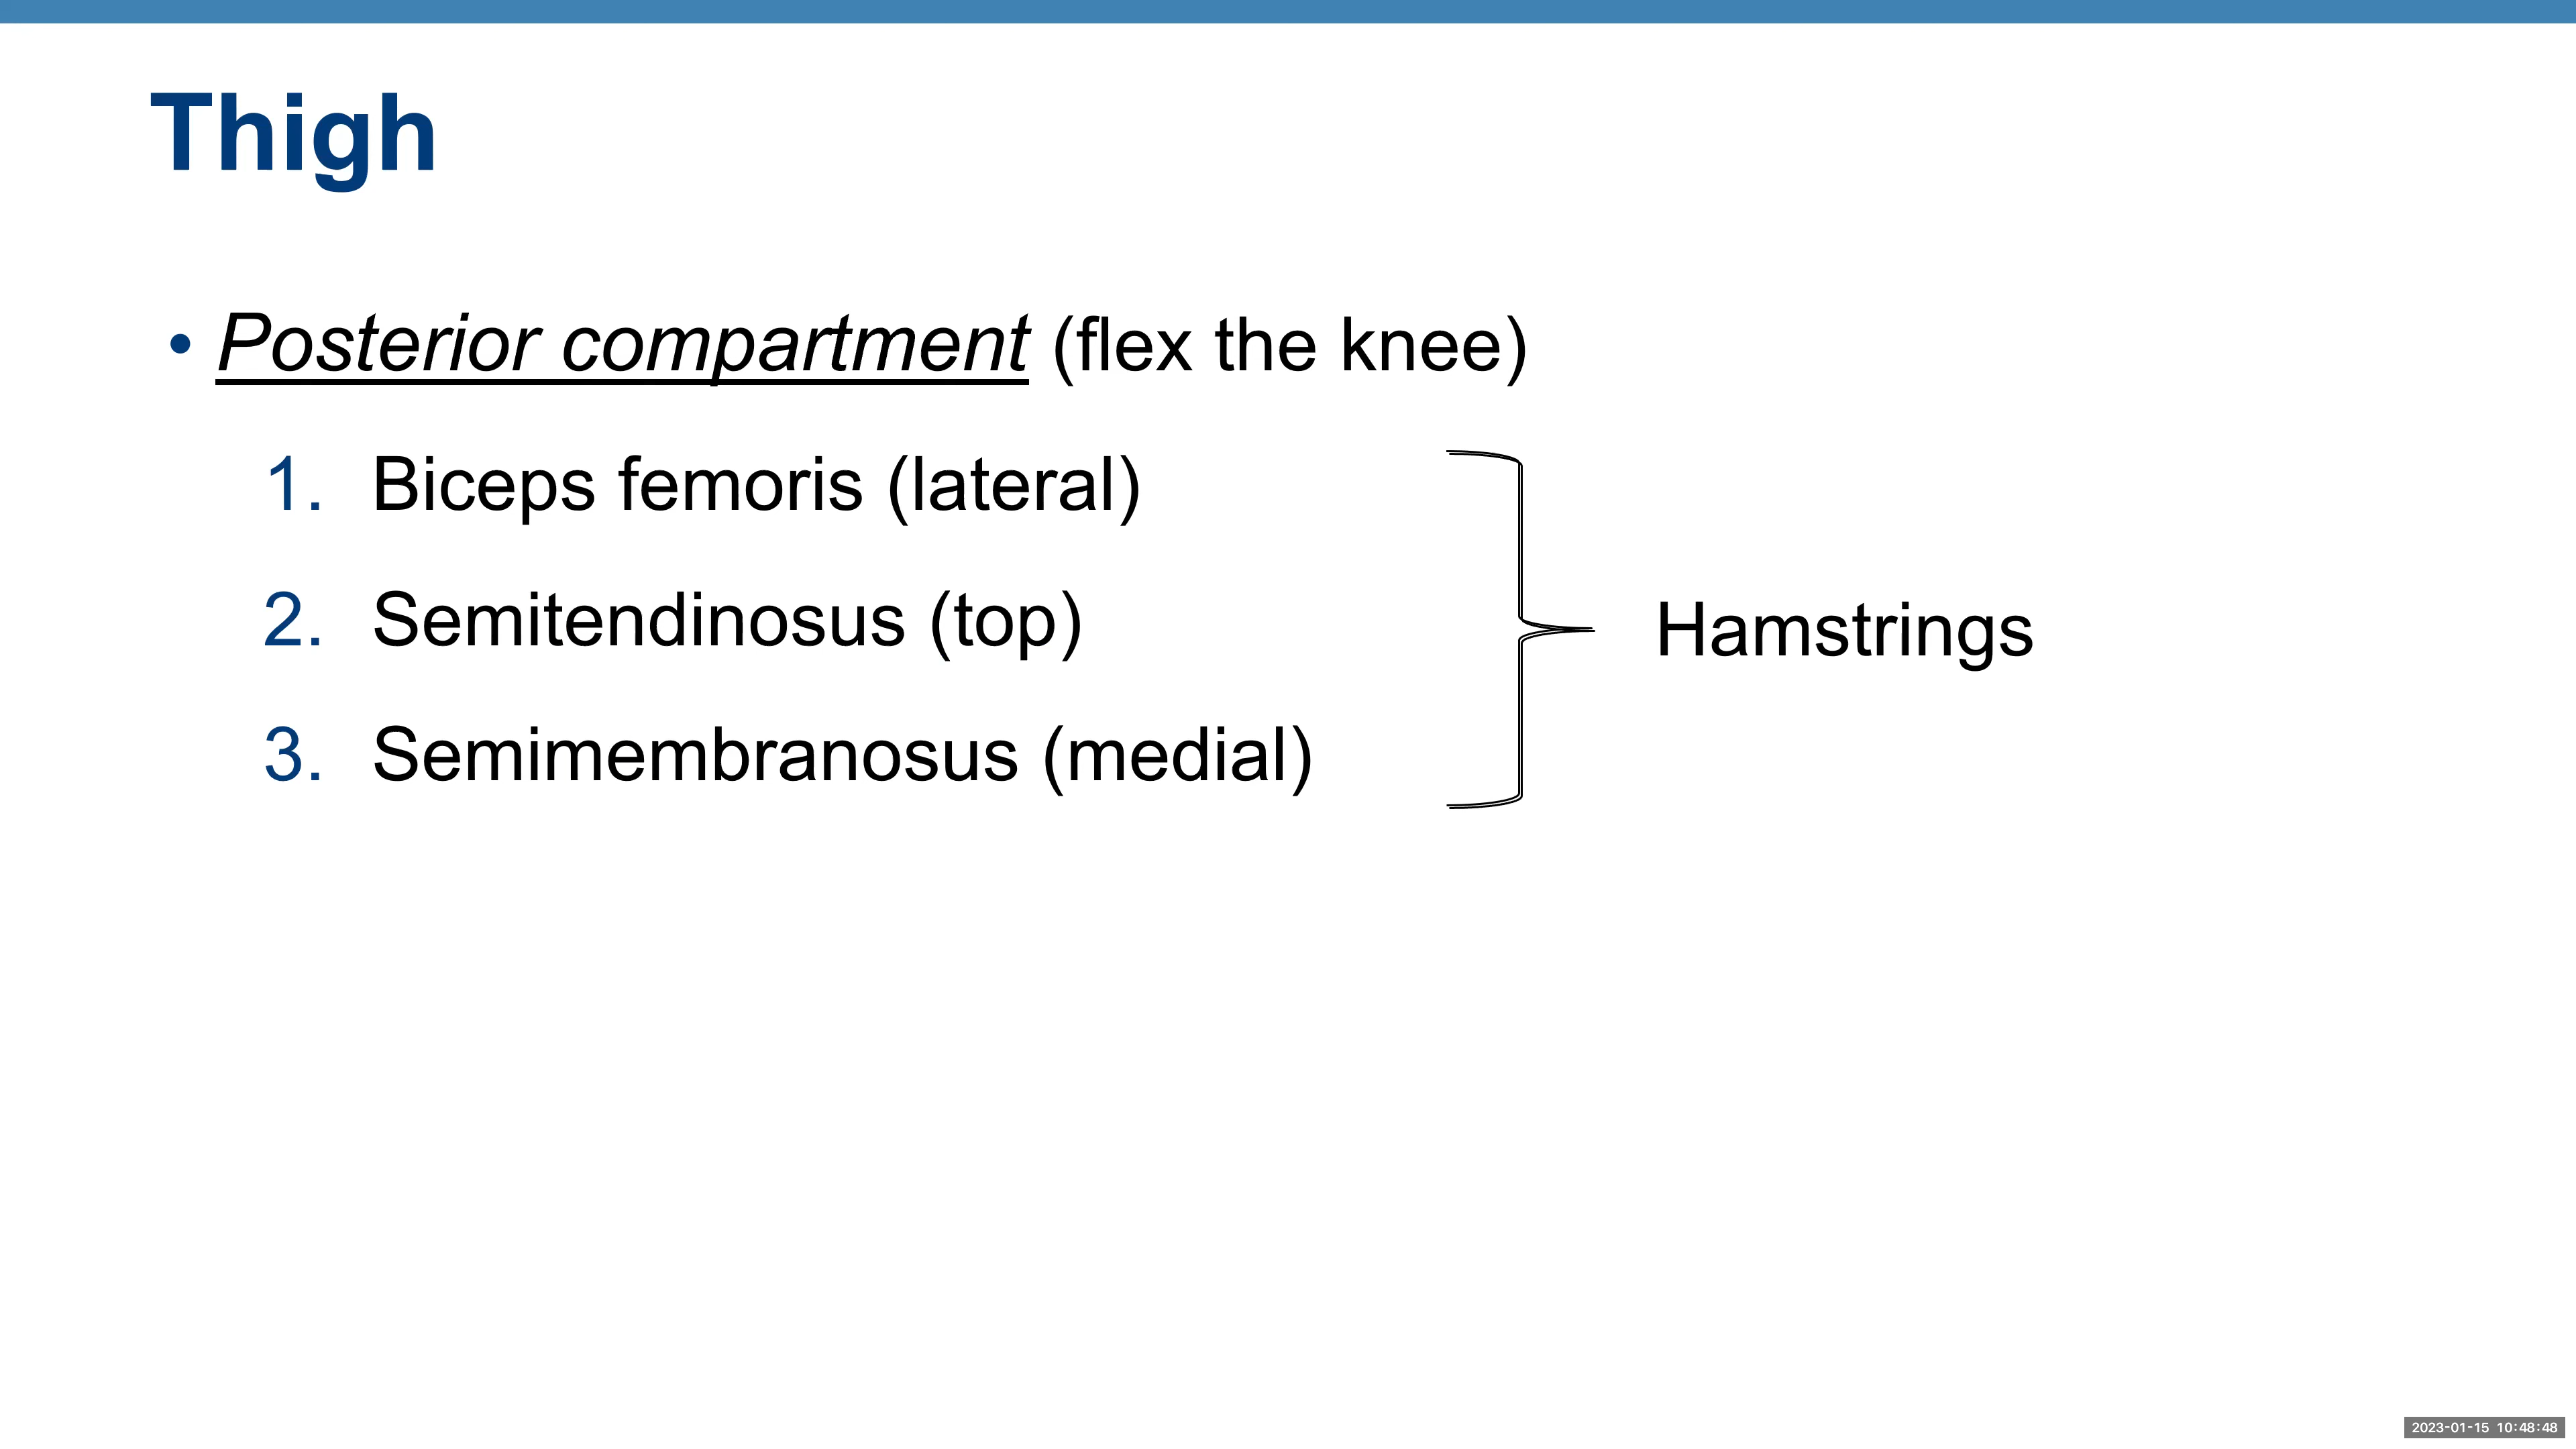 Thigh
• Posterior compartment (flex the knee)
1. Biceps femoris (lateral)
2. Semitendinosus (top)
3. Semimembranosus (medial)
Hamstrings
2023-01-15 10:48:48